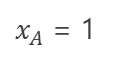 x_A = 1